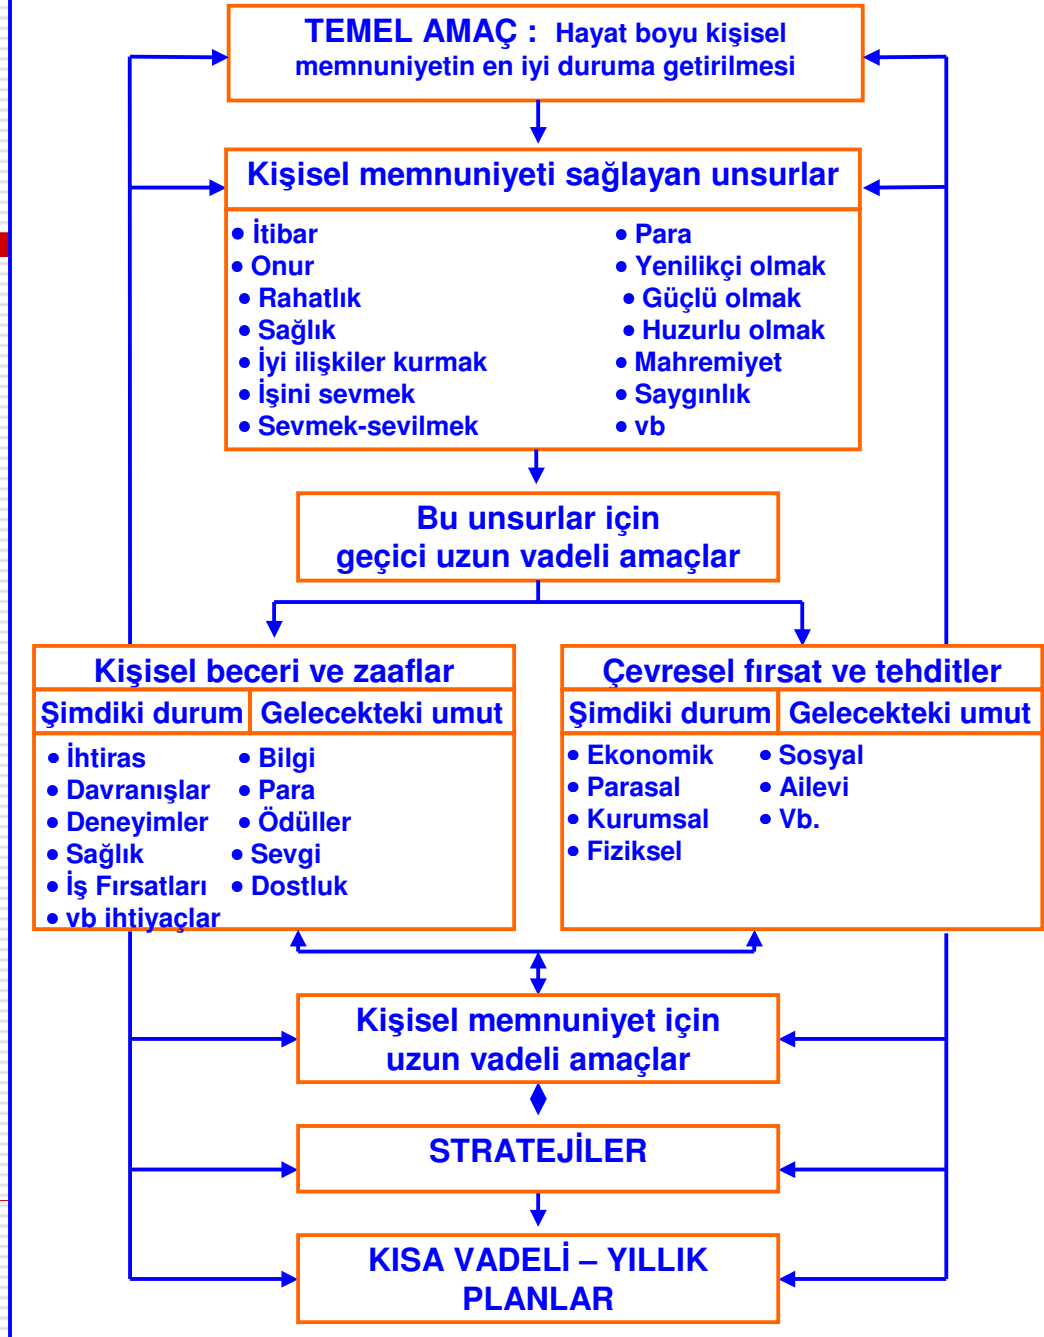 TEMEL AMAÇ : Hayat boyu kişisel
memnuniyetin en iyi duruma getirilmesi
Kişisel memnuniyeti sağlayan unsurlar
• İtibar
• Onur
• Rahatlık
• Sağlık
• İyi ilişkiler kurmak
• İşini sevmek
• Sevmek-sevilmek
• Para
• Yenilikçi olmak
• Güçlü olmak
• Huzurlu olmak
• Mahremiyet
• Saygınlık
• vb
Bu unsurlar için
geçici uzun vadeli amaçlar
Kişisel beceri ve zaaflar
Şimdiki durum
Gelecekteki umut
• İhtiras
• Davranışlar
• Deneyimler
• Sağlık
• İş Fırsatları
• vb ihtiyaçlar
• Bilgi
• Para
• Ödüller
• Sevgi
• Dostluk
Çevresel fırsat ve tehditler
Şimdiki durum
Gelecekteki umut
• Ekonomik
• Parasal
• Kurumsal
• Fiziksel
• Sosyal
• Ailevi
• Vb.
Kişisel memnuniyet için
uzun vadeli amaçlar
STRATEJİLER
KISA VADELİ – YILLIK
PLANLAR